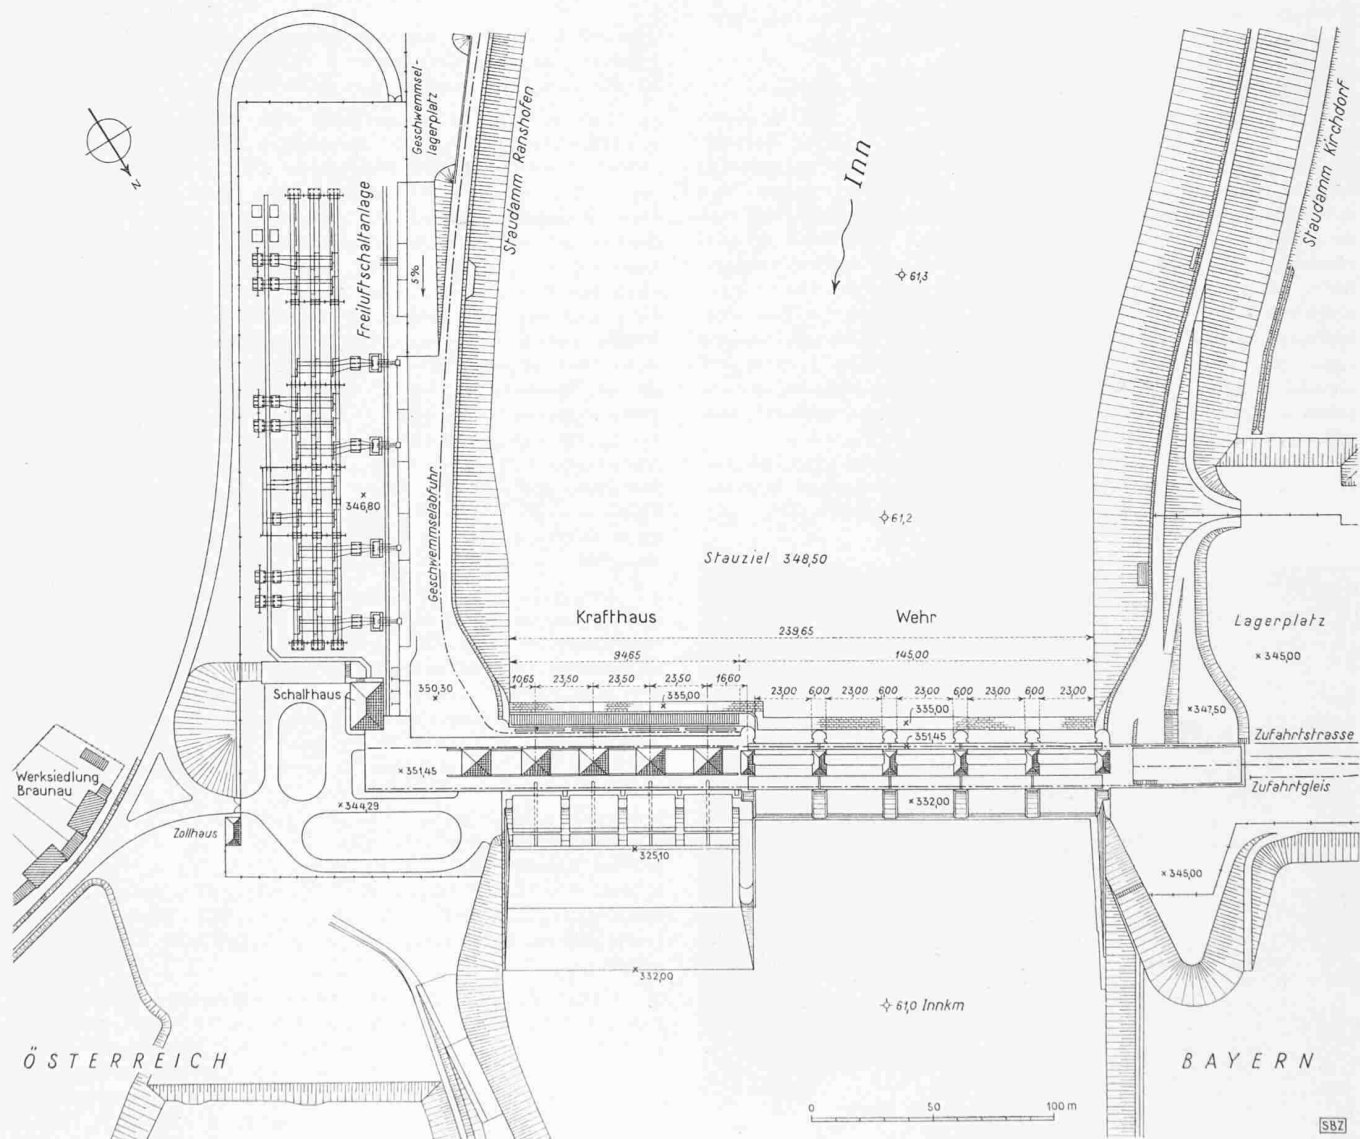 Geschwemmsel-
lagerplatz
Staudamm Ranshofen
Inn
Staudamm Kirchdorf
N
Freiluftschaltanlage
5%
61,3
346,80
Geschwemmselabfuhr
61,2
Stauziel 348,50
Krafthaus
Wehr
239,65
94,65
145,00
10,65
23,50
23,50
23,50
16,60
23,00
6,00
23,00
6,00
23,00
6,00
23,00
6,00
23,00
Lagerplatz
345,00
350,30
335,00
335,00
347,50
Schalthaus
351,45
Zufahrtstrasse
Werksiedlung
Braunau
351,45
Zufahrtgleis
344,29
332,00
Zollhaus
325,10
345,00
332,00
61,0 Innkm
ÖSTERREICH
BAYERN
0 50 100 m
SBZ